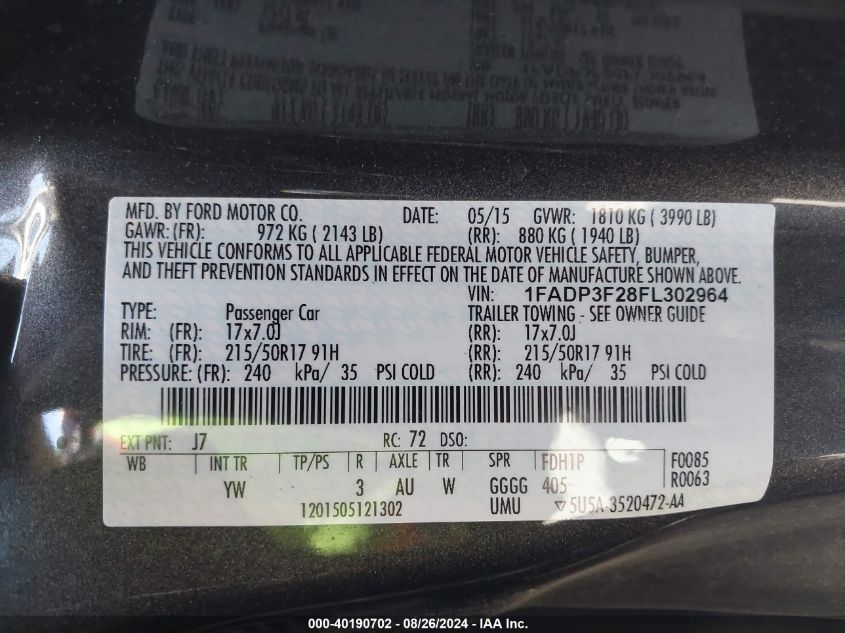 MFD. BY FORD MOTOR CO. DATE: 05/15 GVWR: 1810 KG ( 3990 LB)
GAWR: (FR): 972 KG ( 2143 LB) (RR): 880 KG ( 1940 LB)
THIS VEHICLE CONFORMS TO ALL APPLICABLE FEDERAL MOTOR VEHICLE SAFETY, BUMPER,
AND THEFT PREVENTION STANDARDS IN EFFECT ON THE DATE OF MANUFACTURE SHOWN ABOVE.
VIN: 1FADP3F28FL302964
TYPE: Passenger Car TRAILER TOWING - SEE OWNER GUIDE
RIM: (FR): 17x7.0J (RR): 17x7.0J
TIRE: (FR): 215/50R17 91H (RR): 215/50R17 91H
PRESSURE: (FR): 240 kPa/ 35 PSI COLD (RR): 240 kPa/ 35 PSI COLD
EXT PNT: J7 RC: 72 DSO:
WB INT TR TP/PS R AXLE TR SPR FDH1P F0085
YW 3 AU W GGGG 405 R0063
1201505121302 UMU ▽5U5A-3520472-AA
000-40190702 - 08/26/2024 - IAA Inc.